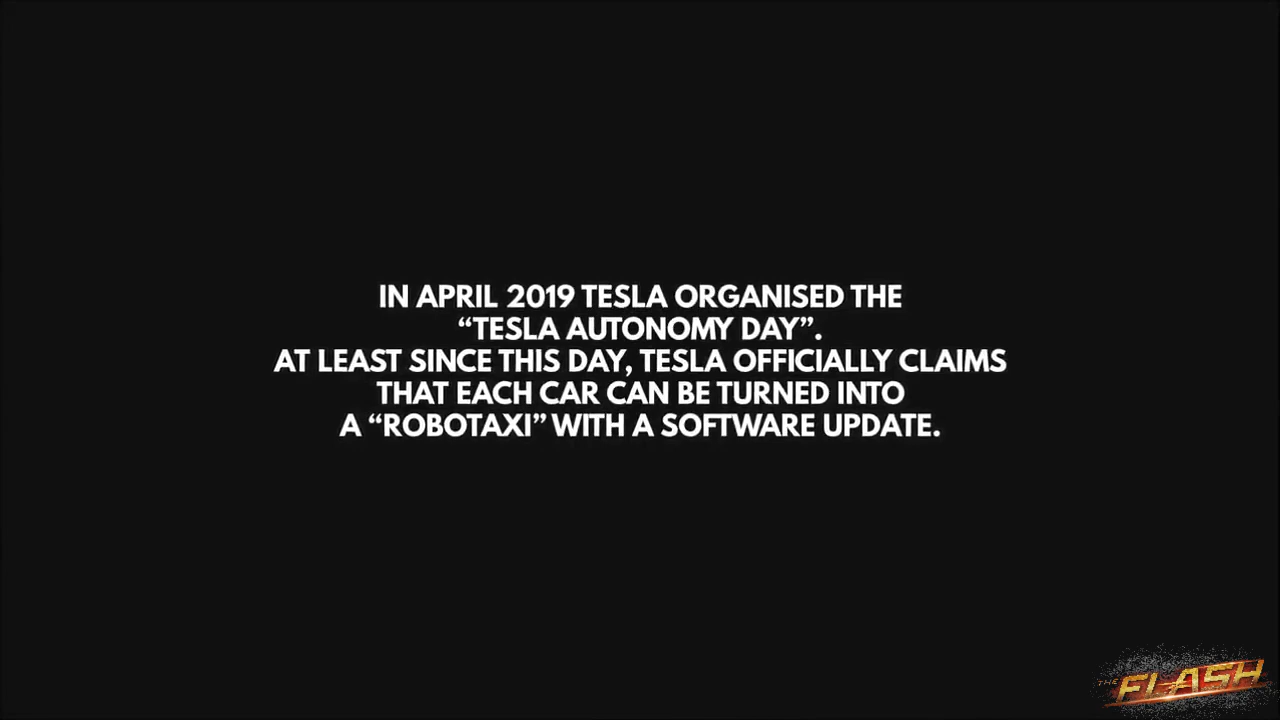 IN APRIL 2019 TESLA ORGANISED THE
“TESLA AUTONOMY DAY”.
AT LEAST SINCE THIS DAY, TESLA OFFICIALLY CLAIMS
THAT EACH CAR CAN BE TURNED INTO
A “ROBOTAXI” WITH A SOFTWARE UPDATE.
THE FLASH